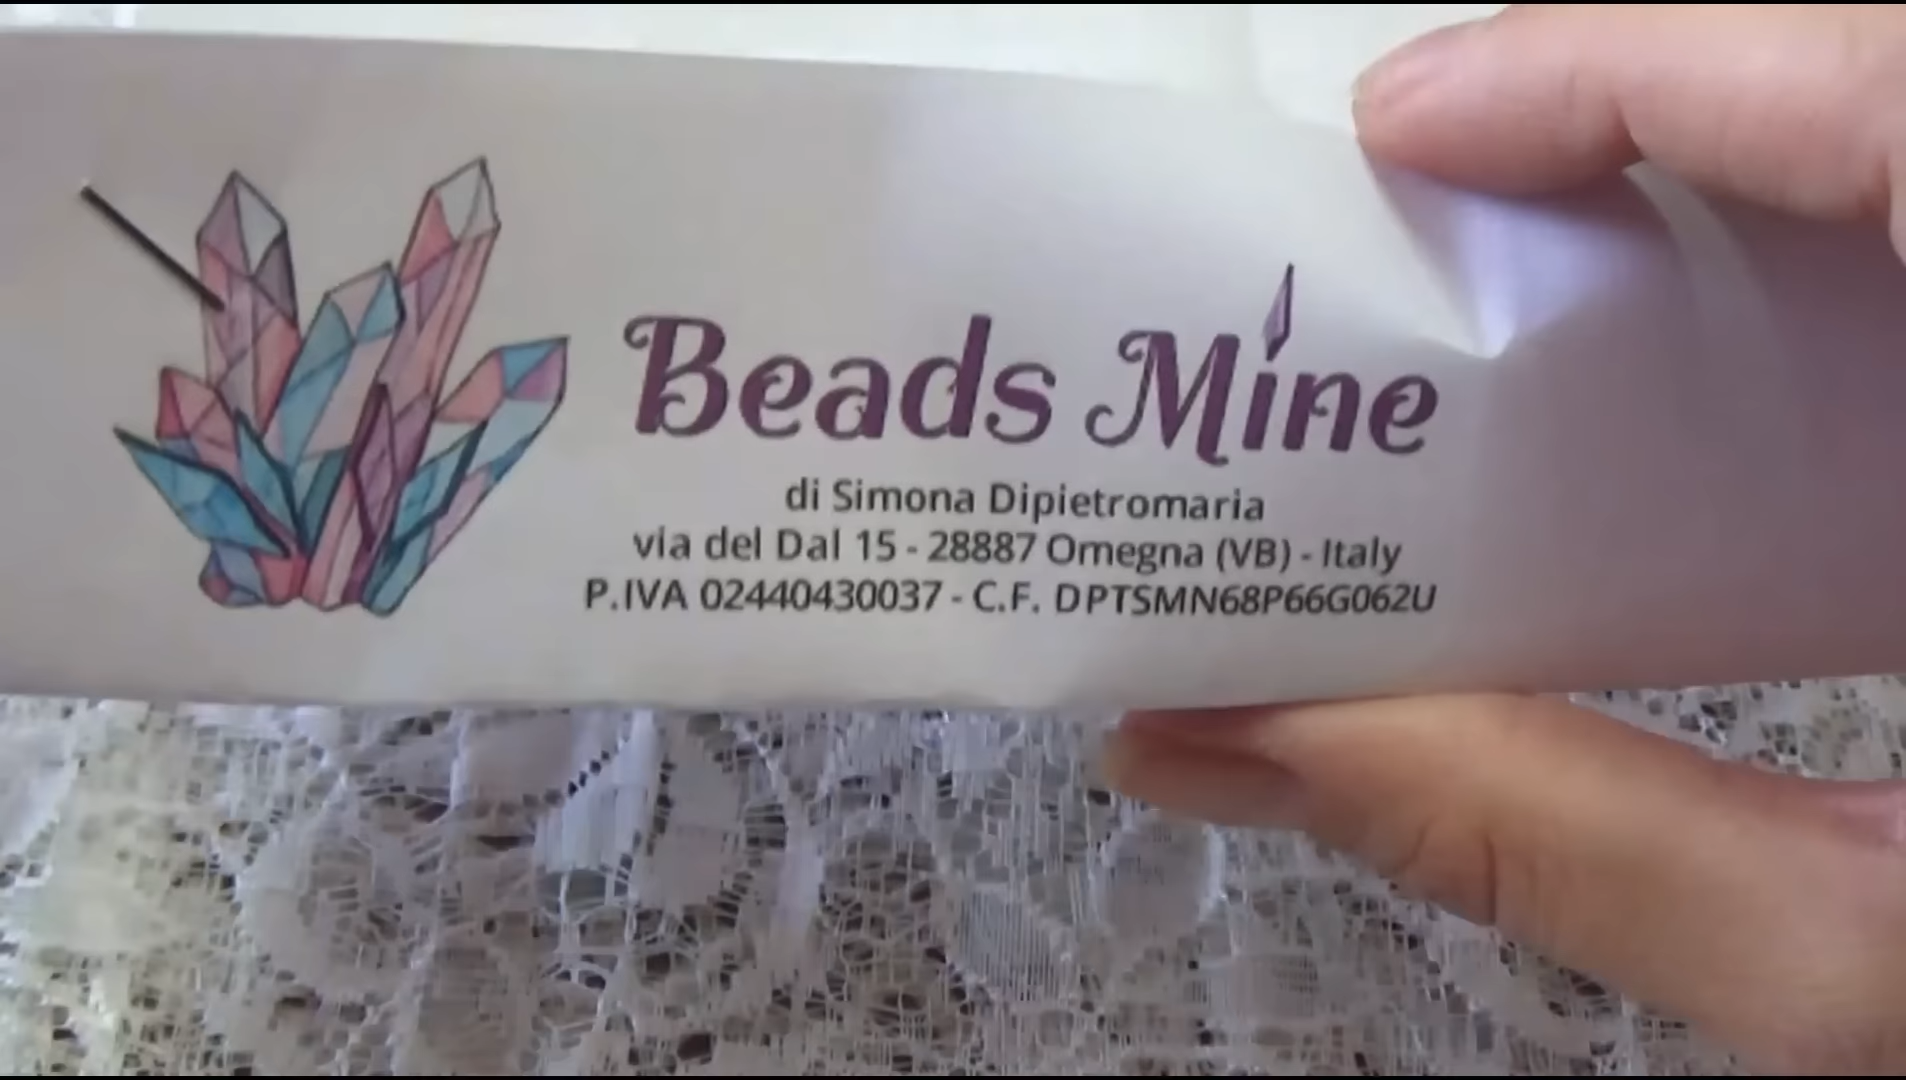 Beads Mine
di Simona Dipietromaria
via del Dal 15 - 28887 Omegna (VB) - Italy
P.IVA 02440430037 - C.F. DPTSMN68P66G062U